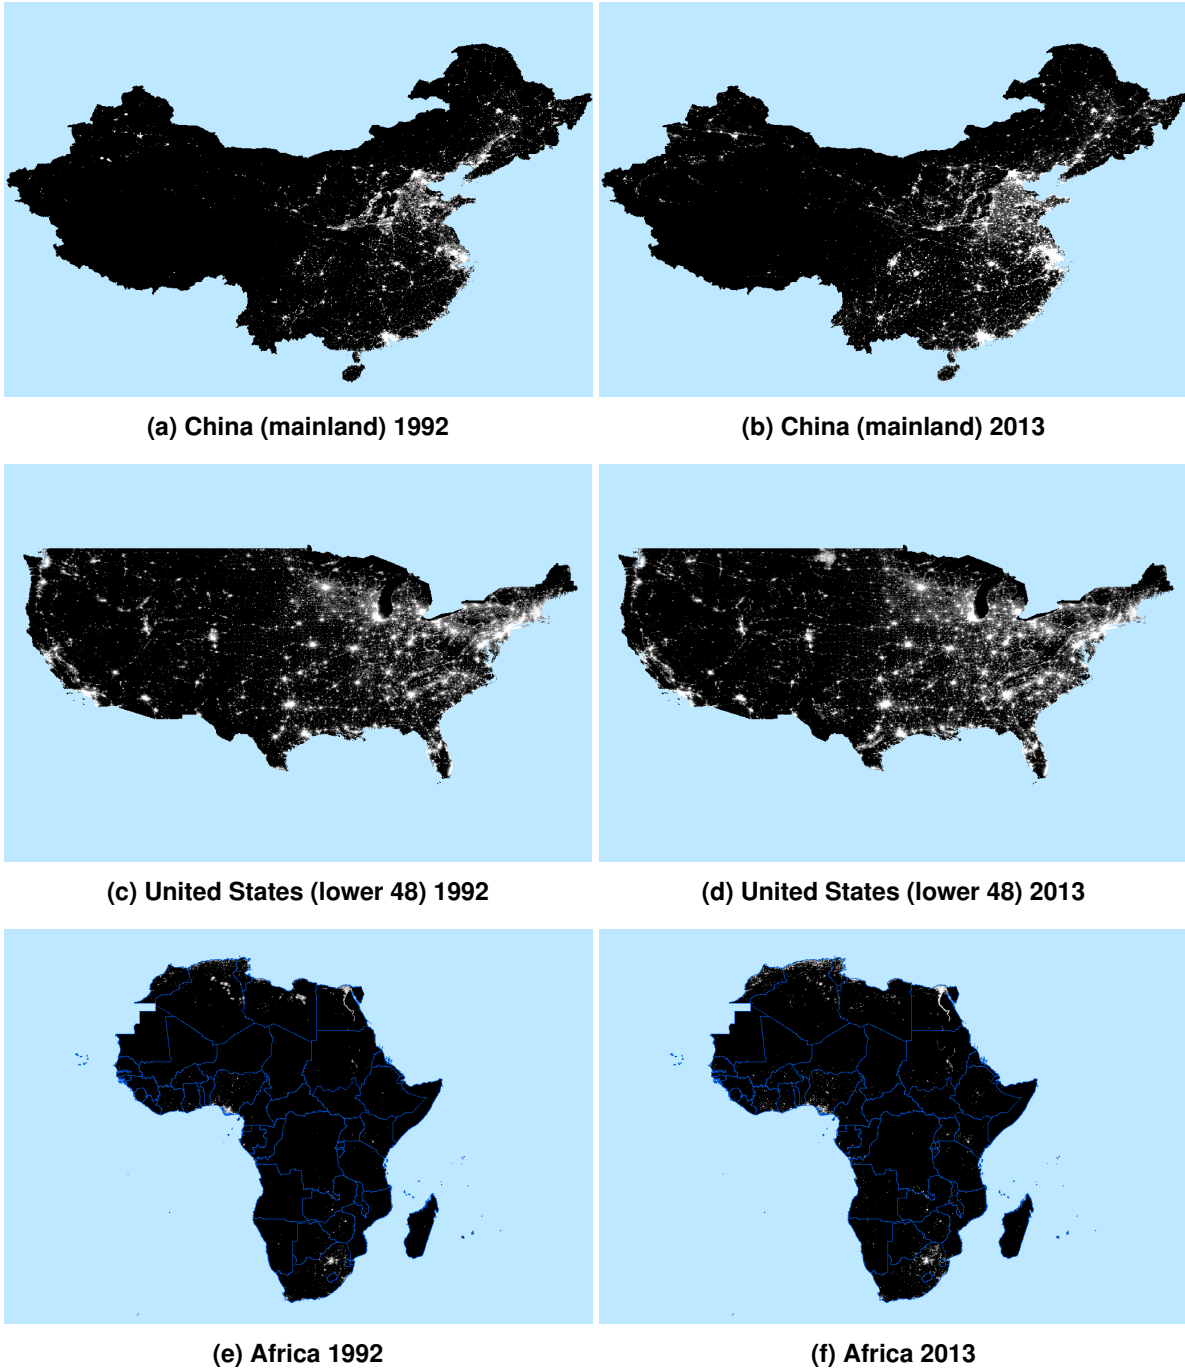 (a) China (mainland) 1992
(b) China (mainland) 2013
(c) United States (lower 48) 1992
(d) United States (lower 48) 2013
(e) Africa 1992
(f) Africa 2013